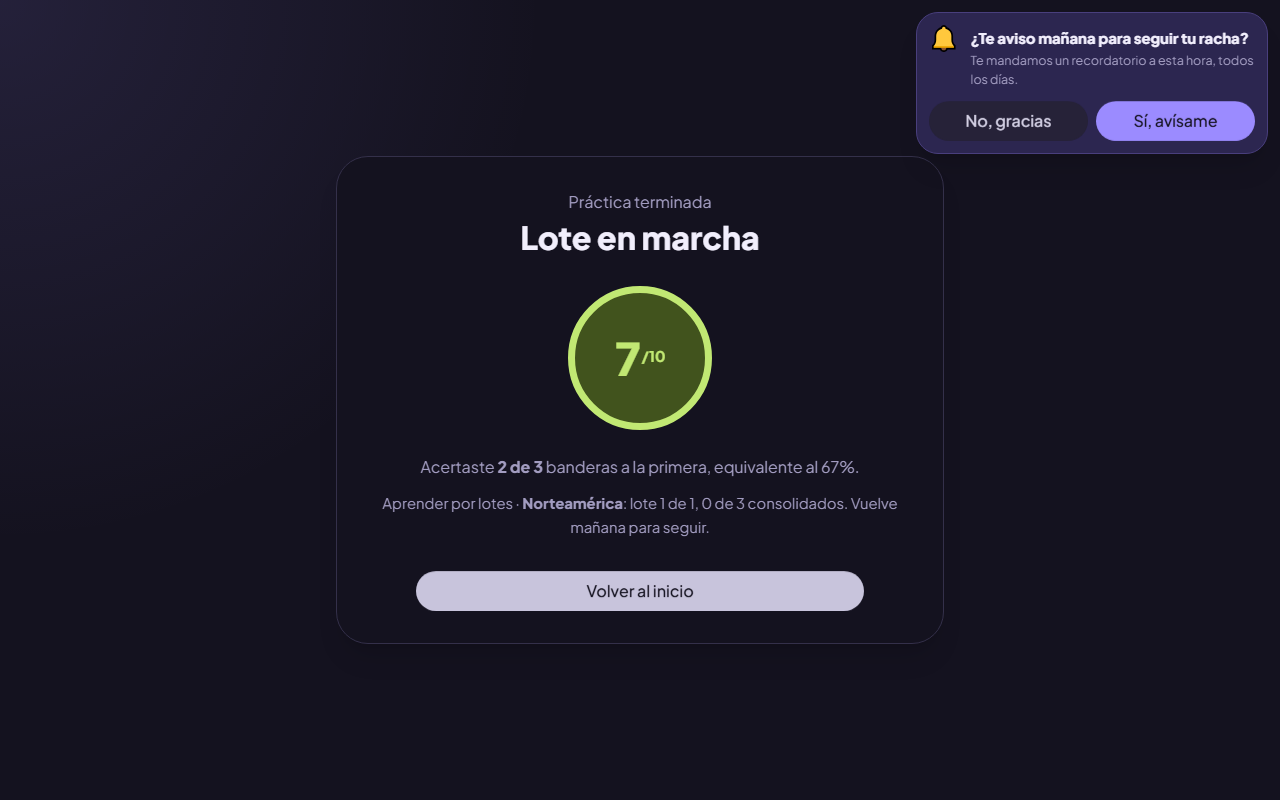 ¿Te aviso mañana para seguir tu racha?
Te mandamos un recordatorio a esta hora, todos
los días.
No, gracias
Sí, avísame
Práctica terminada
Lote en marcha
7/10
Acertaste 2 de 3 banderas a la primera, equivalente al 67%.
Aprender por lotes · Norteamérica: lote 1 de 1, 0 de 3 consolidados. Vuelve
mañana para seguir.
Volver al inicio